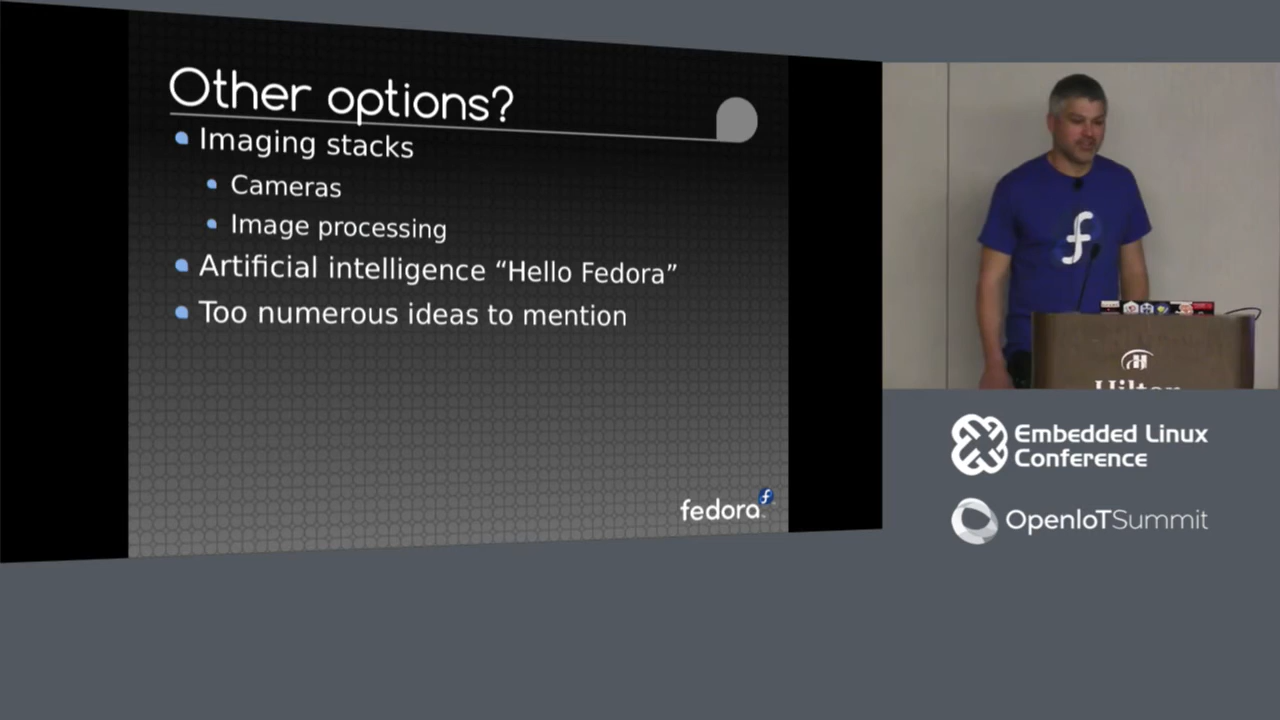 Other options?
Imaging stacks
Cameras
Image processing
Artificial intelligence “Hello Fedora”
Too numerous ideas to mention
fedora
Hilton
Embedded Linux
Conference
OpenIoTSummit